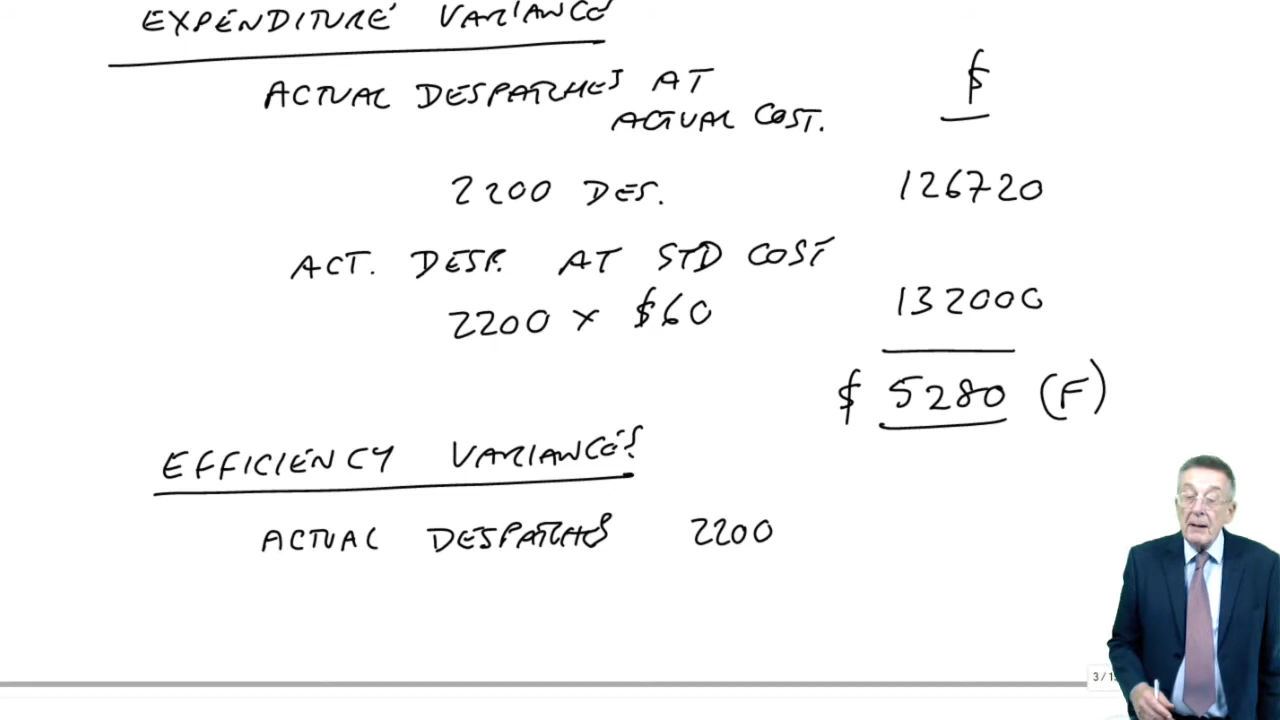 EXPENDITURE VARIANCE
ACTUAL DESPATCHES AT
ACTUAL COST.
$
2200 DES.
126720
ACT. DESP. AT STD COST
2200 × $60
132000
$ 5280 (F)
EFFICIENCY VARIANCES
ACTUAL DESPATCHES 2200